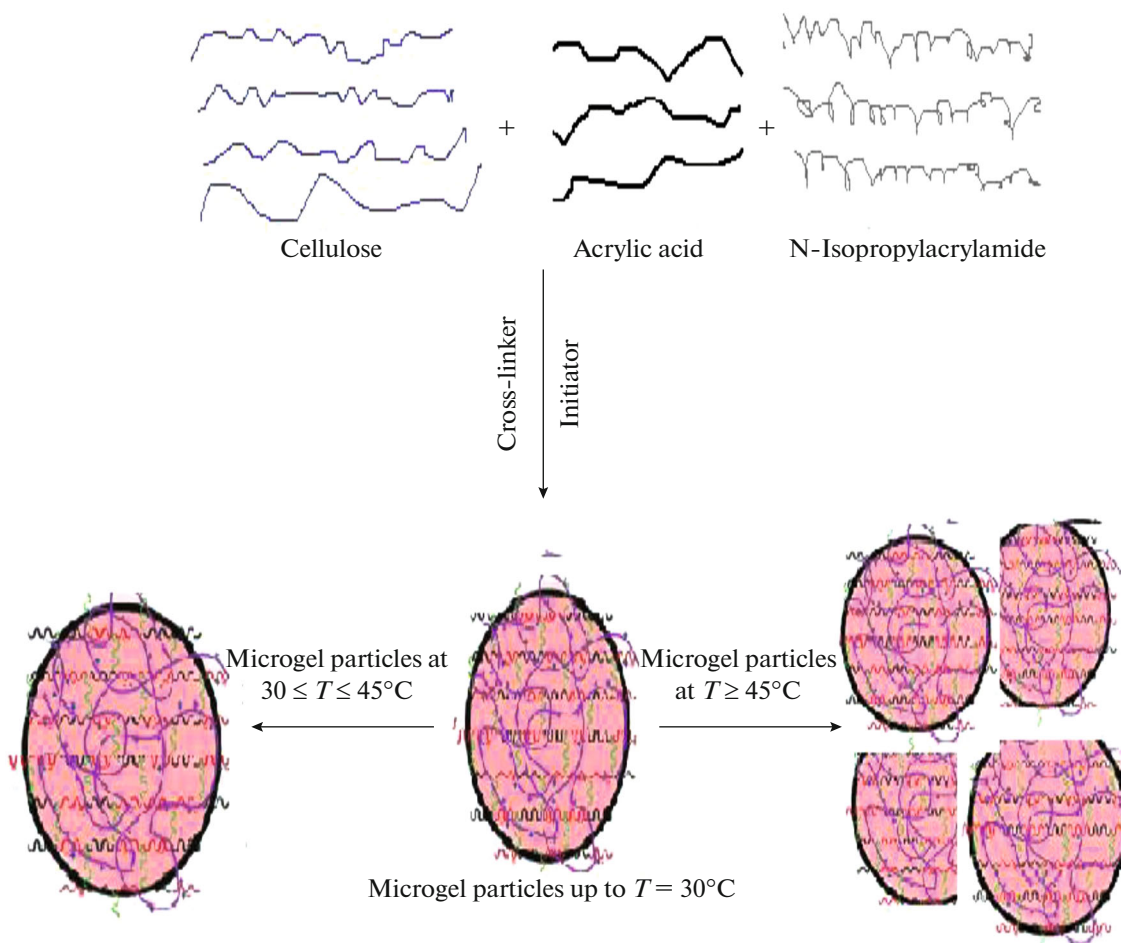 +
+
Cellulose
Acrylic acid
N-Isopropylacrylamide
Cross-linker
Initiator
Microgel particles at
30 ≤ T ≤ 45°C
Microgel particles
at T ≥ 45°C
Microgel particles up to T = 30°C